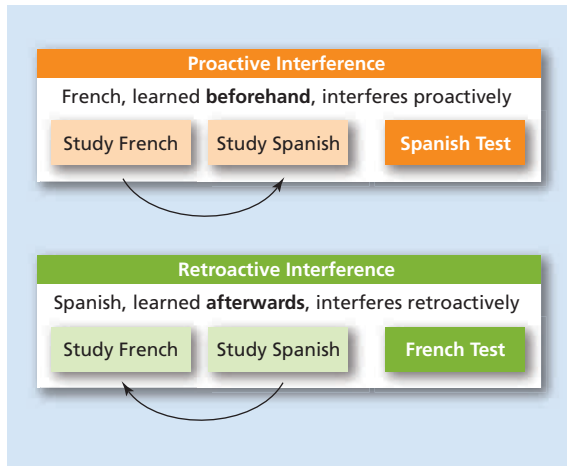 Proactive Interference
French, learned beforehand, interferes proactively
Study French
Study Spanish
Spanish Test
Retroactive Interference
Spanish, learned afterwards, interferes retroactively
Study French
Study Spanish
French Test